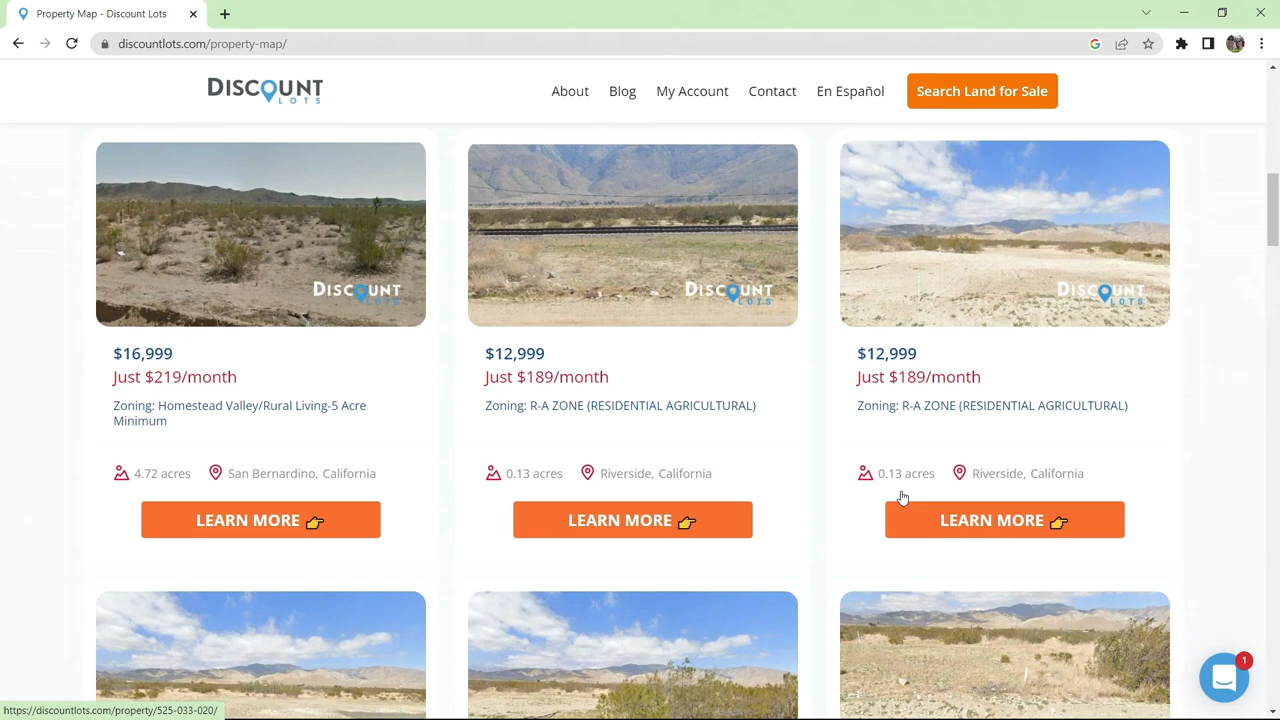 Property Map - Discount Lots
discountlots.com/property-map/
DISCOUNT
LOTS
About
Blog
My Account
Contact
En Español
Search Land for Sale
DISCOUNT
LOTS
DISCOUNT
LOTS
DISCOUNT
LOTS
$16,999
Just $219/month
Zoning: Homestead Valley/Rural Living-5 Acre
Minimum
4.72 acres
San Bernardino, California
LEARN MORE
$12,999
Just $189/month
Zoning: R-A ZONE (RESIDENTIAL AGRICULTURAL)
0.13 acres
Riverside, California
LEARN MORE
$12,999
Just $189/month
Zoning: R-A ZONE (RESIDENTIAL AGRICULTURAL)
0.13 acres
Riverside, California
LEARN MORE
1
https://discountlots.com/property/525-033-020/